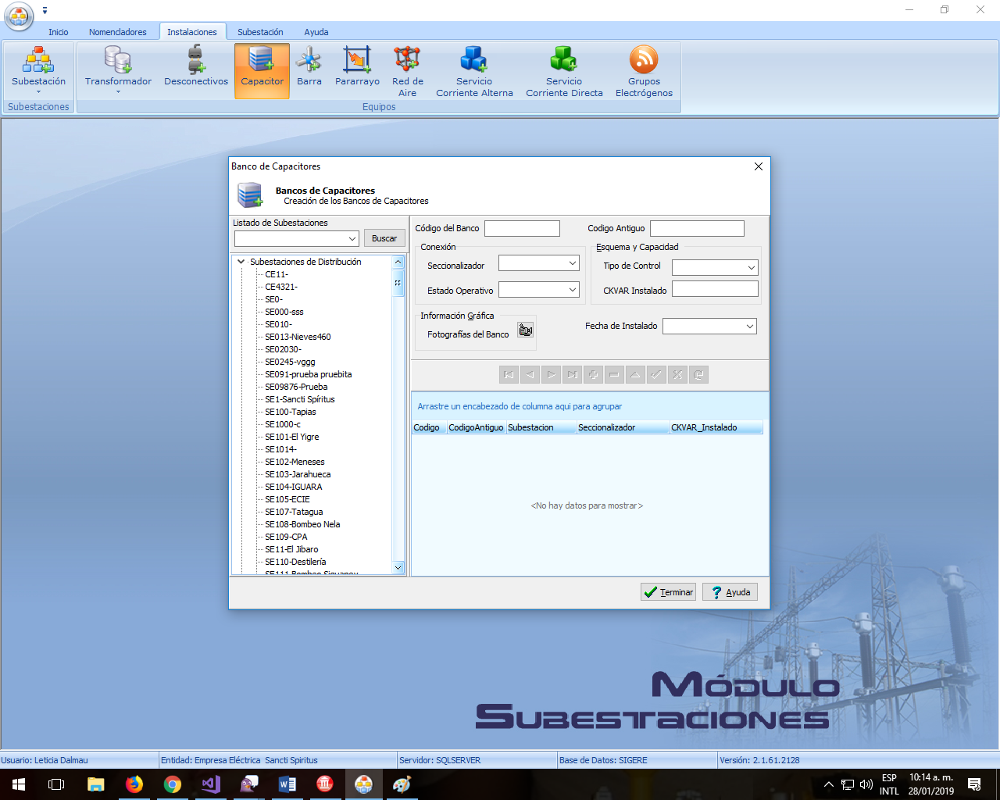 Inicio
Nomencladores
Instalaciones
Subestación
Ayuda
Subestación
Transformador
Desconectivos
Capacitor
Barra
Pararrayo
Red de
Aire
Servicio
Corriente Alterna
Servicio
Corriente Directa
Grupos
Electrógenos
Subestaciones
Equipos
Banco de Capacitores
Bancos de Capacitores
Creación de los Bancos de Capacitores
Listado de Subestaciones
Buscar
Subestaciones de Distribución
CE11-
CE4321-
SE0-
SE000-sss
SE010-
SE013-Nieves460
SE02030-
SE0245-vggg
SE091-prueba pruebita
SE09876-Prueba
SE1-Sancti Spíritus
SE100-Tapias
SE1000-c
SE101-El Yigre
SE1014-
SE102-Meneses
SE103-Jarahueca
SE104-IGUARA
SE105-ECIE
SE107-Tatagua
SE108-Bombeo Nela
SE109-CPA
SE11-El Jibaro
SE110-Destilería
SE111-Bombeo Siguaney
Código del Banco
Codigo Antiguo
Conexión
Seccionalizador
Estado Operativo
Esquema y Capacidad
Tipo de Control
CKVAR Instalado
Información Gráfica
Fotografías del Banco
Fecha de Instalado
Arrastre un encabezado de columna aqui para agrupar
Codigo CodigoAntiguo Substacion Seccionalizador CKVAR_Instalado
<No hay datos para mostrar>
Terminar
Ayuda
Módulo
Subestaciones
Usuario: Leticia Dalmau
Entidad: Empresa Eléctrica Sancti Spiritus
Servidor: SQLSERVER
Base de Datos: SIGERE
Versión: 2.1.61.2128
ESP
INTL
10:14 a. m.
28/01/2019